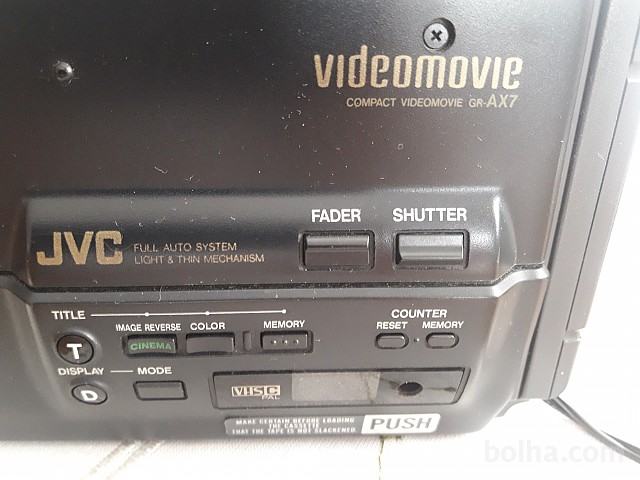 videomovie
COMPACT VIDEOMOVIE GR-AX7
FADER SHUTTER
JVC
FULL AUTO SYSTEM
LIGHT & THIN MECHANISM
TITLE
COUNTER
IMAGE REVERSE COLOR MEMORY
RESET MEMORY
T
CINEMA
DISPLAY MODE
D
VHS C
PAL
MAKE CERTAIN BEFORE LOADING
THE CASSETTE
THAT THE TAPE IS NOT SLACKENED.
PUSH
bolha.com